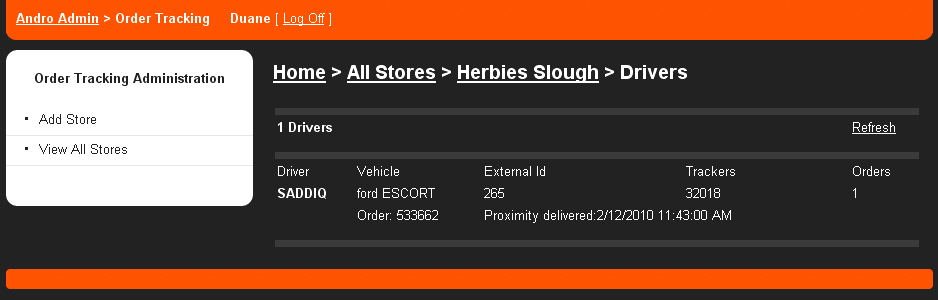 Andro Admin > Order Tracking Duane [ Log Off ]
Order Tracking Administration
Add Store
View All Stores
Home > All Stores > Herbies Slough > Drivers
1 Drivers Refresh
Driver Vehicle External Id Trackers Orders
SADDIQ ford ESCORT 265 32018 1
Order: 533662 Proximity delivered:2/12/2010 11:43:00 AM